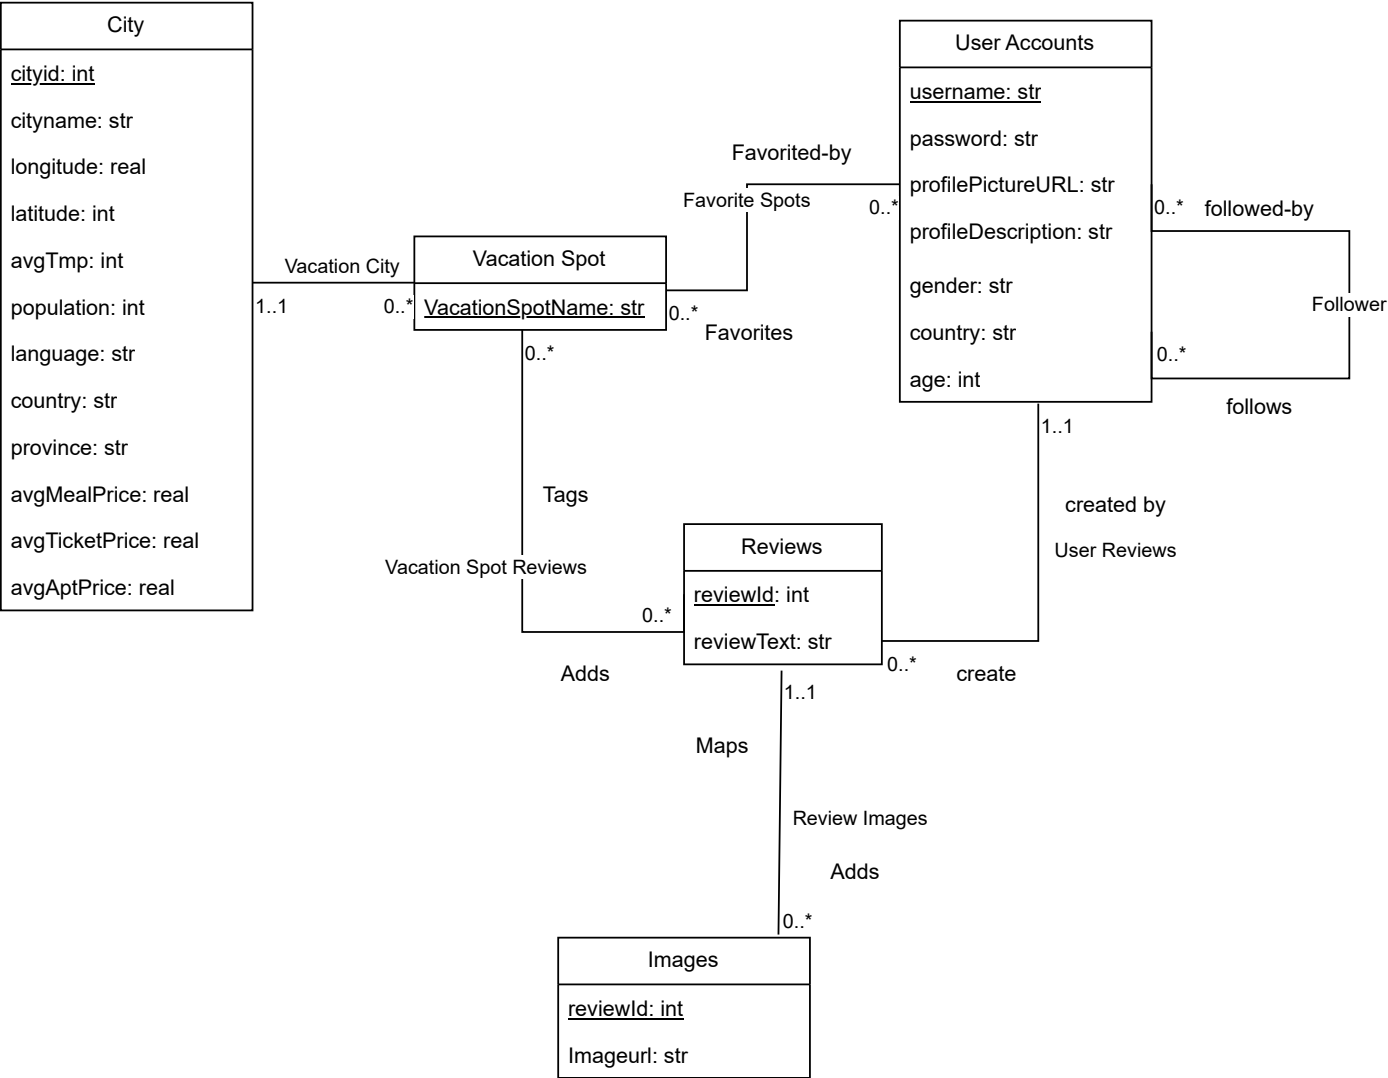 City
cityid: int
cityname: str
longitude: real
latitude: int
avgTmp: int
population: int
language: str
country: str
province: str
avgMealPrice: real
avgTicketPrice: real
avgAptPrice: real
Vacation City
1..1
0..*
Vacation Spot
VacationSpotName: str
0..*
Favorites
Favorite Spots
Favorited-by
0..*
User Accounts
username: str
password: str
profilePictureURL: str
profileDescription: str
gender: str
country: str
age: int
0..*
followed-by
Follower
0..*
follows
1..1
created by
User Reviews
0..*
create
0..*
Tags
Vacation Spot Reviews
0..*
Adds
Reviews
reviewId: int
reviewText: str
1..1
Maps
Review Images
Adds
0..*
Images
reviewId: int
Imageurl: str